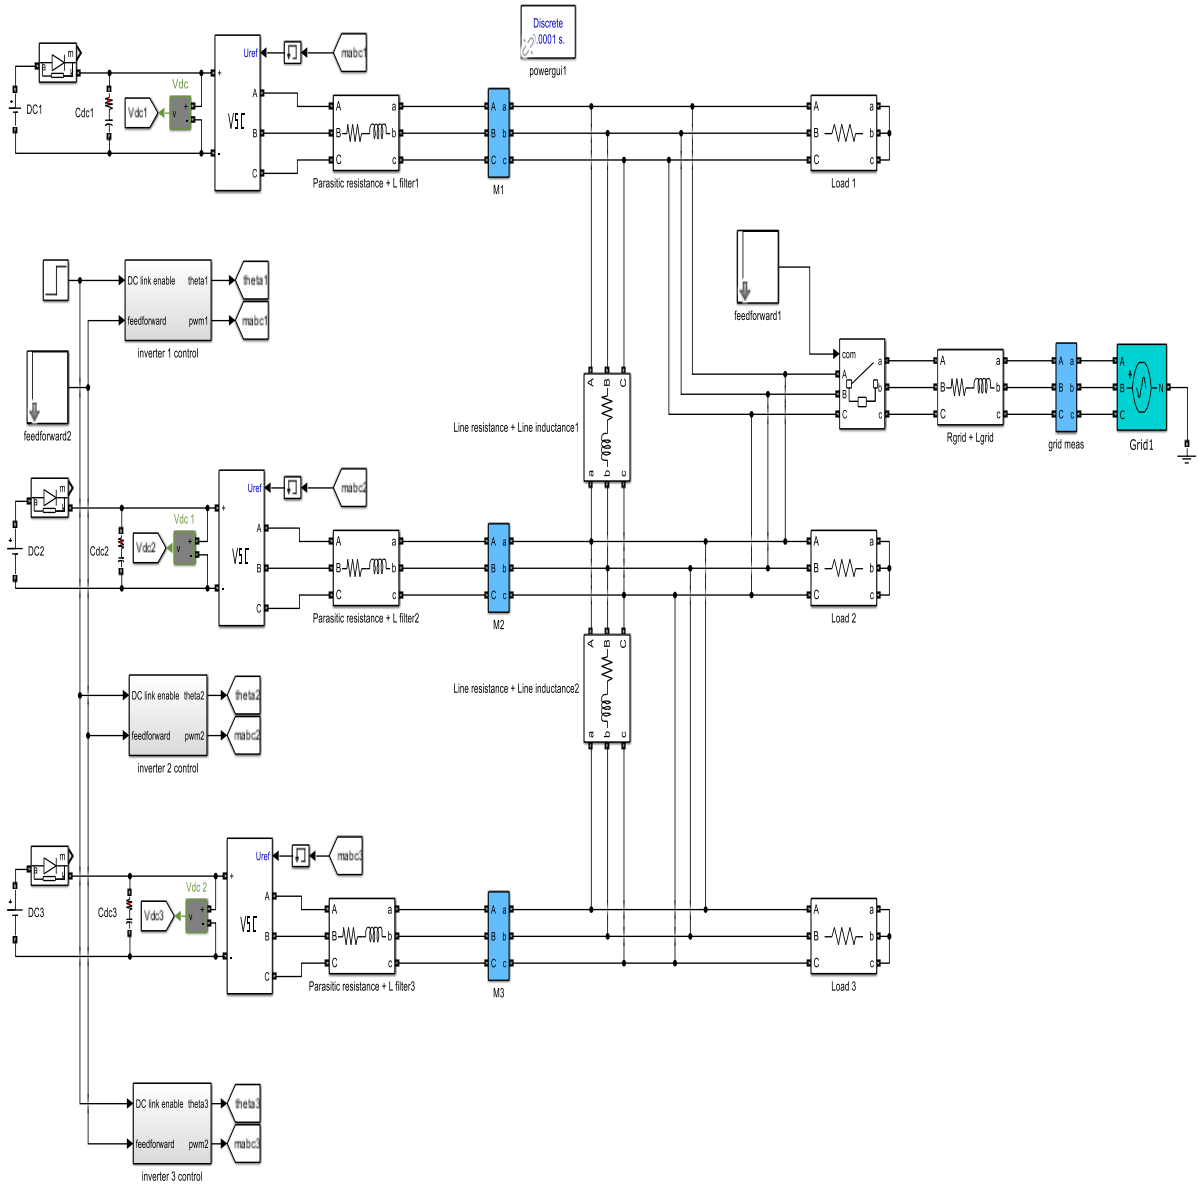 Discrete
.0001 s.
powergui1
m
a
k
DC1
Cdc1
Vdc1
Vdc
+
v
-
+
-
Uref
VSC
A
B
C
mabc1
A
B
C
a
b
c
Parasitic resistance + L filter1
A a
B b
C c
M1
A
B
C
a
b
c
Load 1
DC link enable theta1
feedforward pwm1
inverter 1 control
theta1
mabc1
feedforward2
feedforward1
com
A
B
C
a
b
c
A
B
C
a
b
c
Rgrid + Lgrid
A a
B b
C c
grid meas
A
B
C
N
Grid1
A B C
Line resistance + Line inductance1
a b c
m
a
k
DC2
Cdc2
Vdc2
Vdc 1
+
v
-
+
-
Uref
VSC
A
B
C
mabc2
A
B
C
a
b
c
Parasitic resistance + L filter2
A a
B b
C c
M2
A
B
C
a
b
c
Load 2
A B C
Line resistance + Line inductance2
a b c
DC link enable theta2
feedforward pwm2
inverter 2 control
theta2
mabc2
m
a
k
DC3
Cdc3
Vdc3
Vdc 2
+
v
-
+
-
Uref
VSC
A
B
C
mabc3
A
B
C
a
b
c
Parasitic resistance + L filter3
A a
B b
C c
M3
A
B
C
a
b
c
Load 3
DC link enable theta3
feedforward pwm2
inverter 3 control
theta3
mabc3